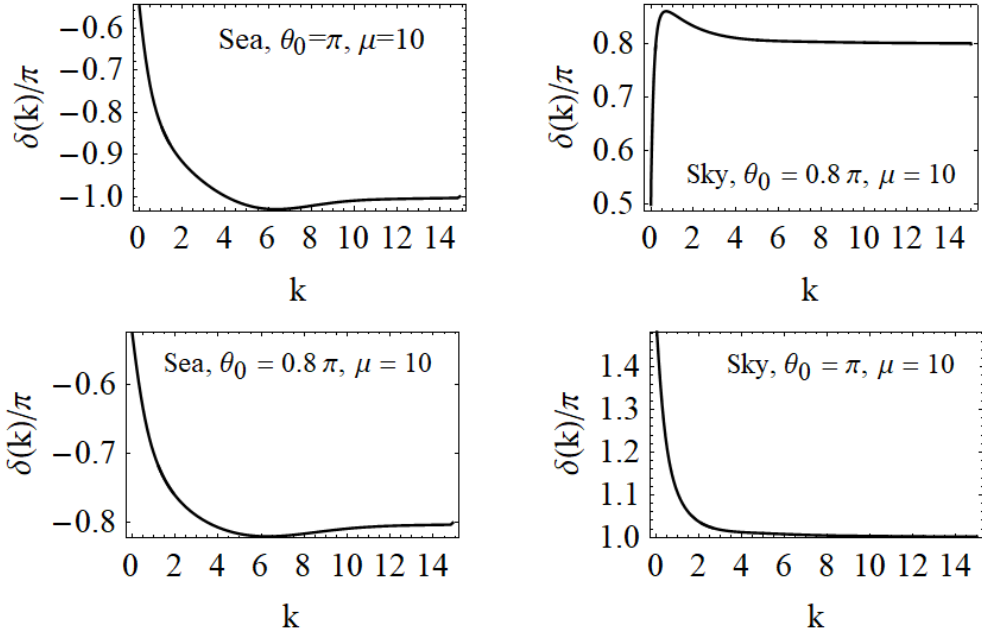 Sea, θ0=π, μ=10
δ(k)/π
−0.6
−0.7
−0.8
−0.9
−1.0
0 2 4 6 8 10 12 14
k
Sky, θ0 = 0.8 π, μ = 10
δ(k)/π
0.8
0.7
0.6
0.5
0 2 4 6 8 10 12 14
k
Sea, θ0 = 0.8 π, μ = 10
δ(k)/π
−0.6
−0.7
−0.8
0 2 4 6 8 10 12 14
k
Sky, θ0 = π, μ = 10
δ(k)/π
1.4
1.3
1.2
1.1
1.0
0 2 4 6 8 10 12 14
k